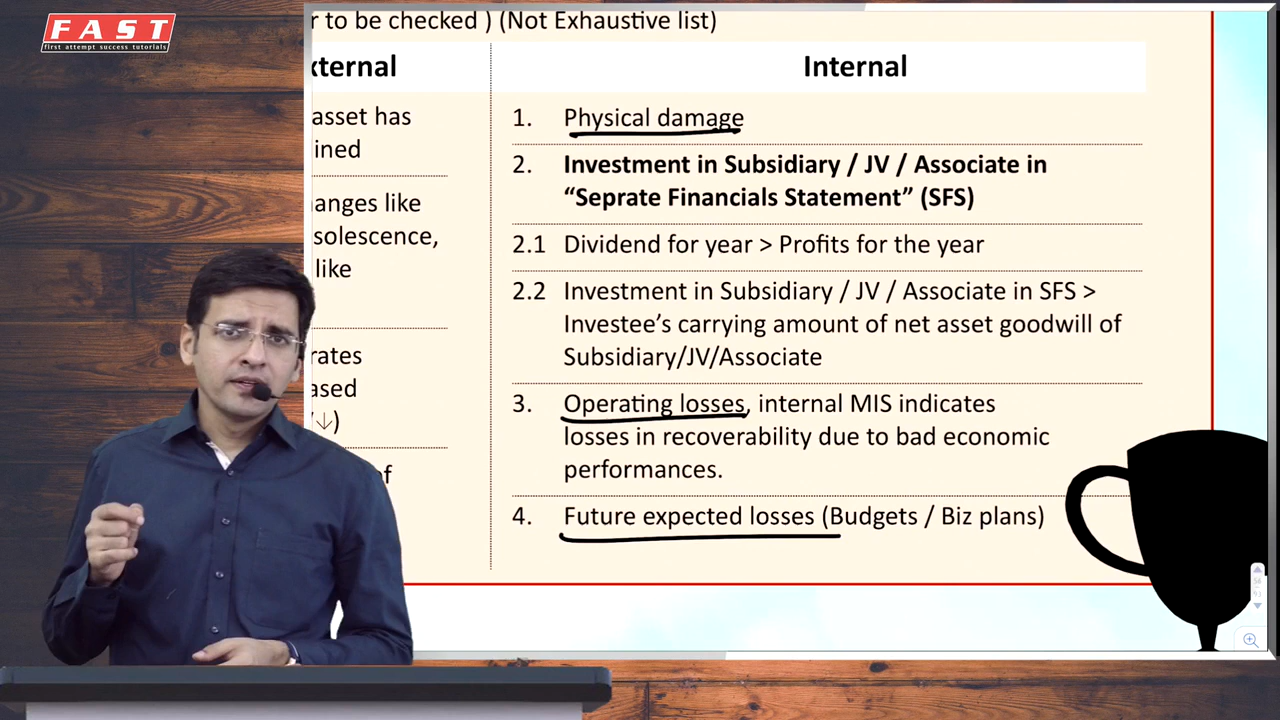 FAST
first attempt success tutorials
r to be checked ) (Not Exhaustive list)
xternal
asset has
ined
anges like
solescence,
like
rates
ased
(↓)
of
Internal
1. Physical damage
2. Investment in Subsidiary / JV / Associate in
“Seprate Financials Statement” (SFS)
2.1 Dividend for year > Profits for the year
2.2 Investment in Subsidiary / JV / Associate in SFS >
Investee’s carrying amount of net asset goodwill of
Subsidiary/JV/Associate
3. Operating losses, internal MIS indicates
losses in recoverability due to bad economic
performances.
4. Future expected losses (Budgets / Biz plans)